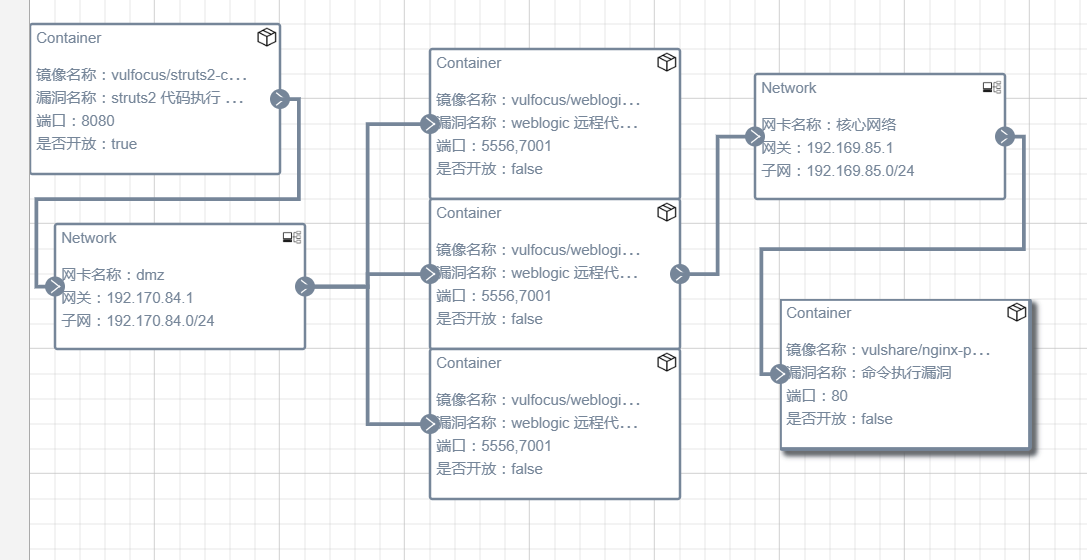 Container
镜像名称：vulfocus/struts2-c...
漏洞名称：struts2 代码执行 ...
端口：8080
是否开放：true
Network
网卡名称：dmz
网关：192.170.84.1
子网：192.170.84.0/24
Container
镜像名称：vulfocus/weblogi...
漏洞名称：weblogic 远程代...
端口：5556,7001
是否开放：false
Container
镜像名称：vulfocus/weblogi...
漏洞名称：weblogic 远程代...
端口：5556,7001
是否开放：false
Container
镜像名称：vulfocus/weblogi...
漏洞名称：weblogic 远程代...
端口：5556,7001
是否开放：false
Network
网卡名称：核心网络
网关：192.169.85.1
子网：192.169.85.0/24
Container
镜像名称：vulshare/nginx-p...
漏洞名称：命令执行漏洞
端口：80
是否开放：false